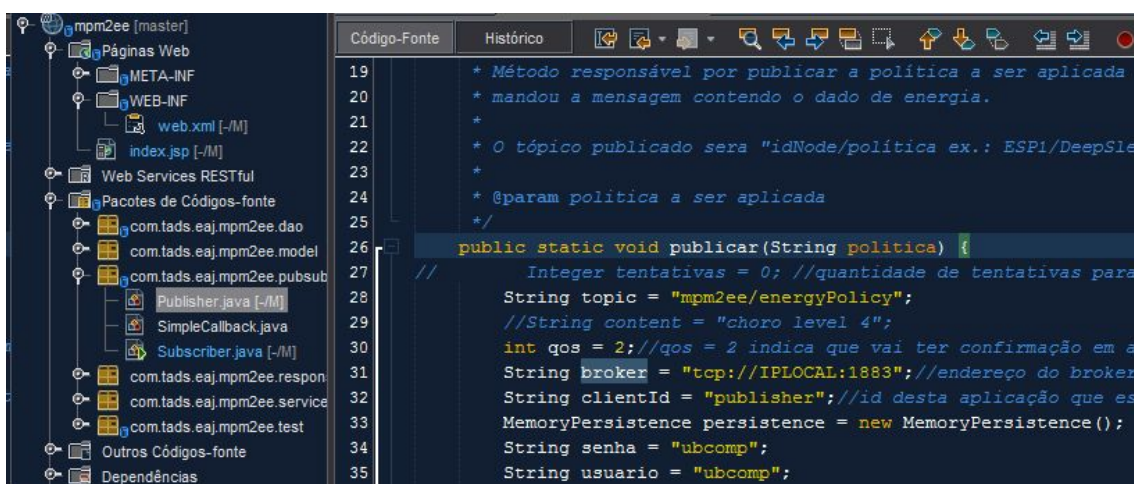 mpm2ee [master]
Páginas Web
META-INF
WEB-INF
web.xml [-/M]
index.jsp [-/M]
Web Services RESTful
Pacotes de Códigos-fonte
com.tads.eaj.mpm2ee.dao
com.tads.eaj.mpm2ee.model
com.tads.eaj.mpm2ee.pubsub
Publisher.java [-/M]
SimpleCallback.java
Subscriber.java [-/M]
com.tads.eaj.mpm2ee.respon
com.tads.eaj.mpm2ee.service
com.tads.eaj.mpm2ee.test
Outros Códigos-fonte
Dependências
Código-Fonte Histórico
19 * Método responsável por publicar a política a ser aplicada
20 * mandou a mensagem contendo o dado de energia.
21 *
22 * O tópico publicado sera "idNode/política ex.: ESP1/DeepSle
23 *
24 * @param politica a ser aplicada
25 */
26 public static void publicar(String politica) {
27 // Integer tentativas = 0; //quantidade de tentativas para
28 String topic = "mpm2ee/energyPolicy";
29 //String content = "choro level 4";
30 int qos = 2;//qos = 2 indica que vai ter confirmação em a
31 String broker = "tcp://IPLOCAL:1883";//endereço do broker
32 String clientId = "publisher";//id desta aplicação que es
33 MemoryPersistence persistence = new MemoryPersistence();
34 String senha = "ubcomp";
35 String usuario = "ubcomp";